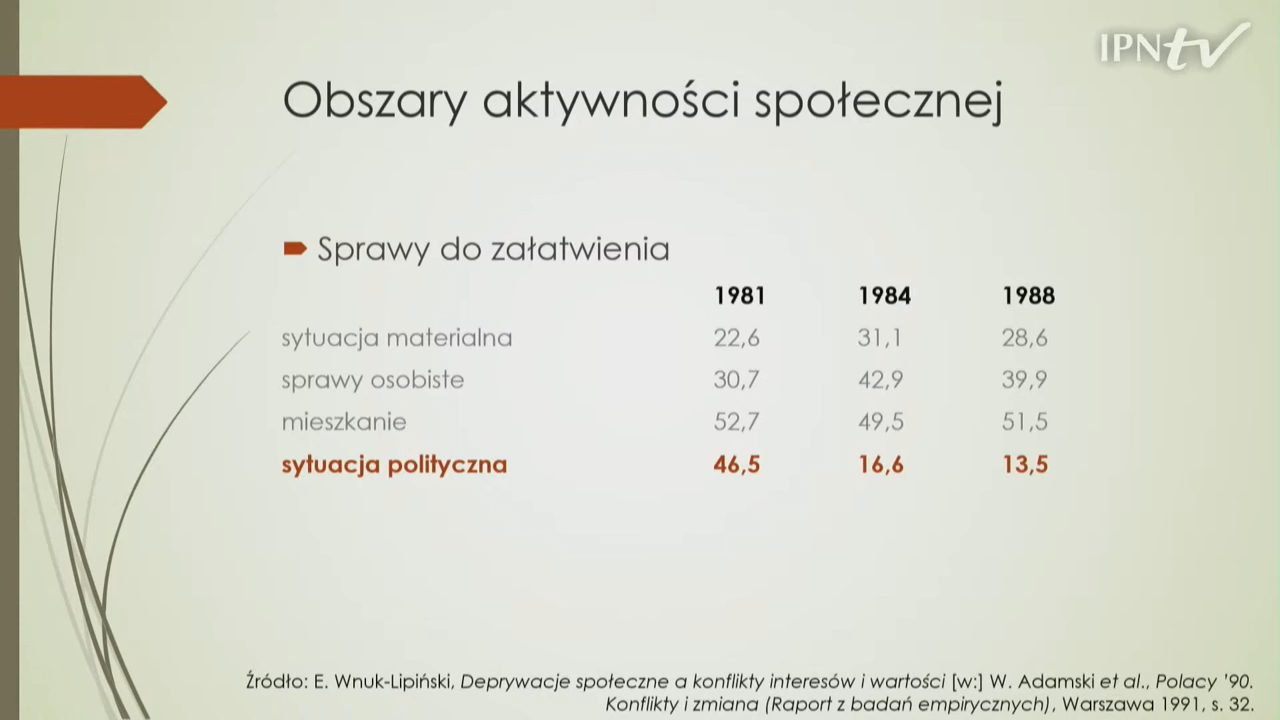 IPNtv
Obszary aktywności społecznej
Sprawy do załatwienia
1981 1984 1988
sytuacja materialna 22,6 31,1 28,6
sprawy osobiste 30,7 42,9 39,9
mieszkanie 52,7 49,5 51,5
sytuacja polityczna 46,5 16,6 13,5
Źródło: E. Wnuk-Lipiński, Deprywacje społeczne a konflikty interesów i wartości [w:] W. Adamski et al., Polacy ’90.
Konflikty i zmiana (Raport z badań empirycznych), Warszawa 1991, s. 32.